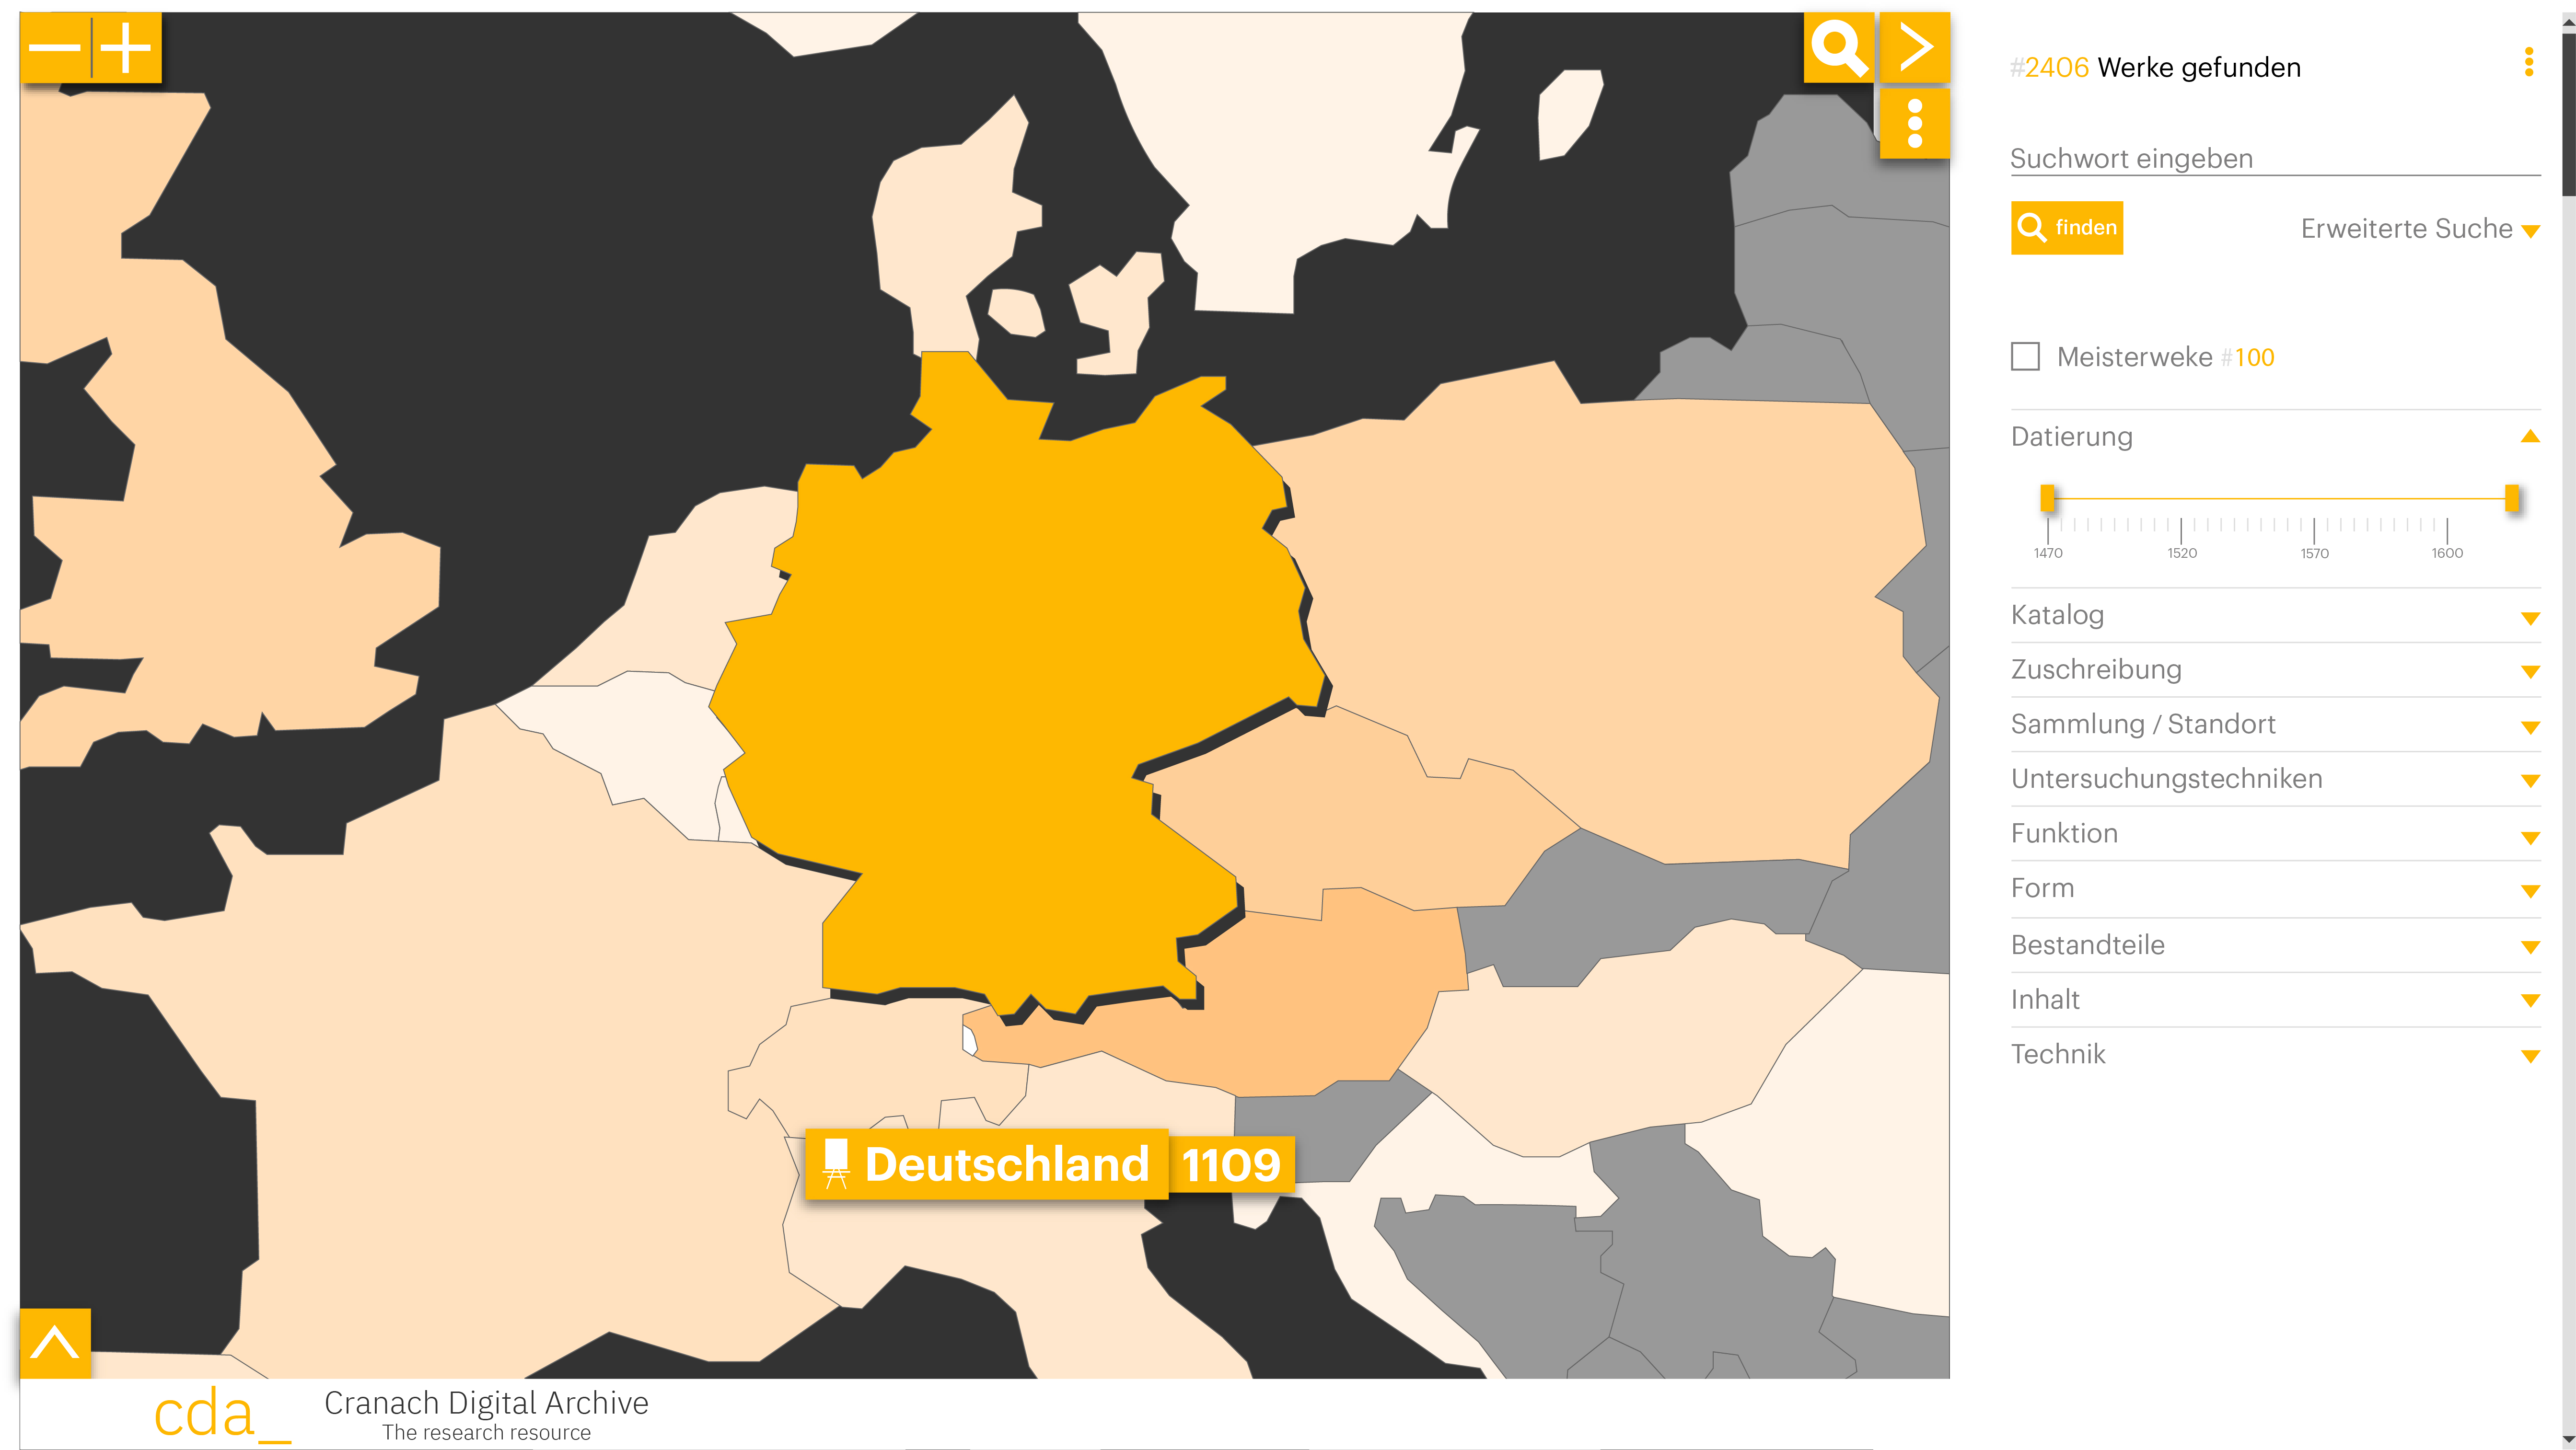 #2406 Werke gefunden
Suchwort eingeben
finden
Erweiterte Suche
Meisterweke #100
Datierung
1470 1520 1570 1600
Katalog
Zuschreibung
Sammlung / Standort
Untersuchungstechniken
Funktion
Form
Bestandteile
Inhalt
Technik
Deutschland 1109
cda_
Cranach Digital Archive
The research resource